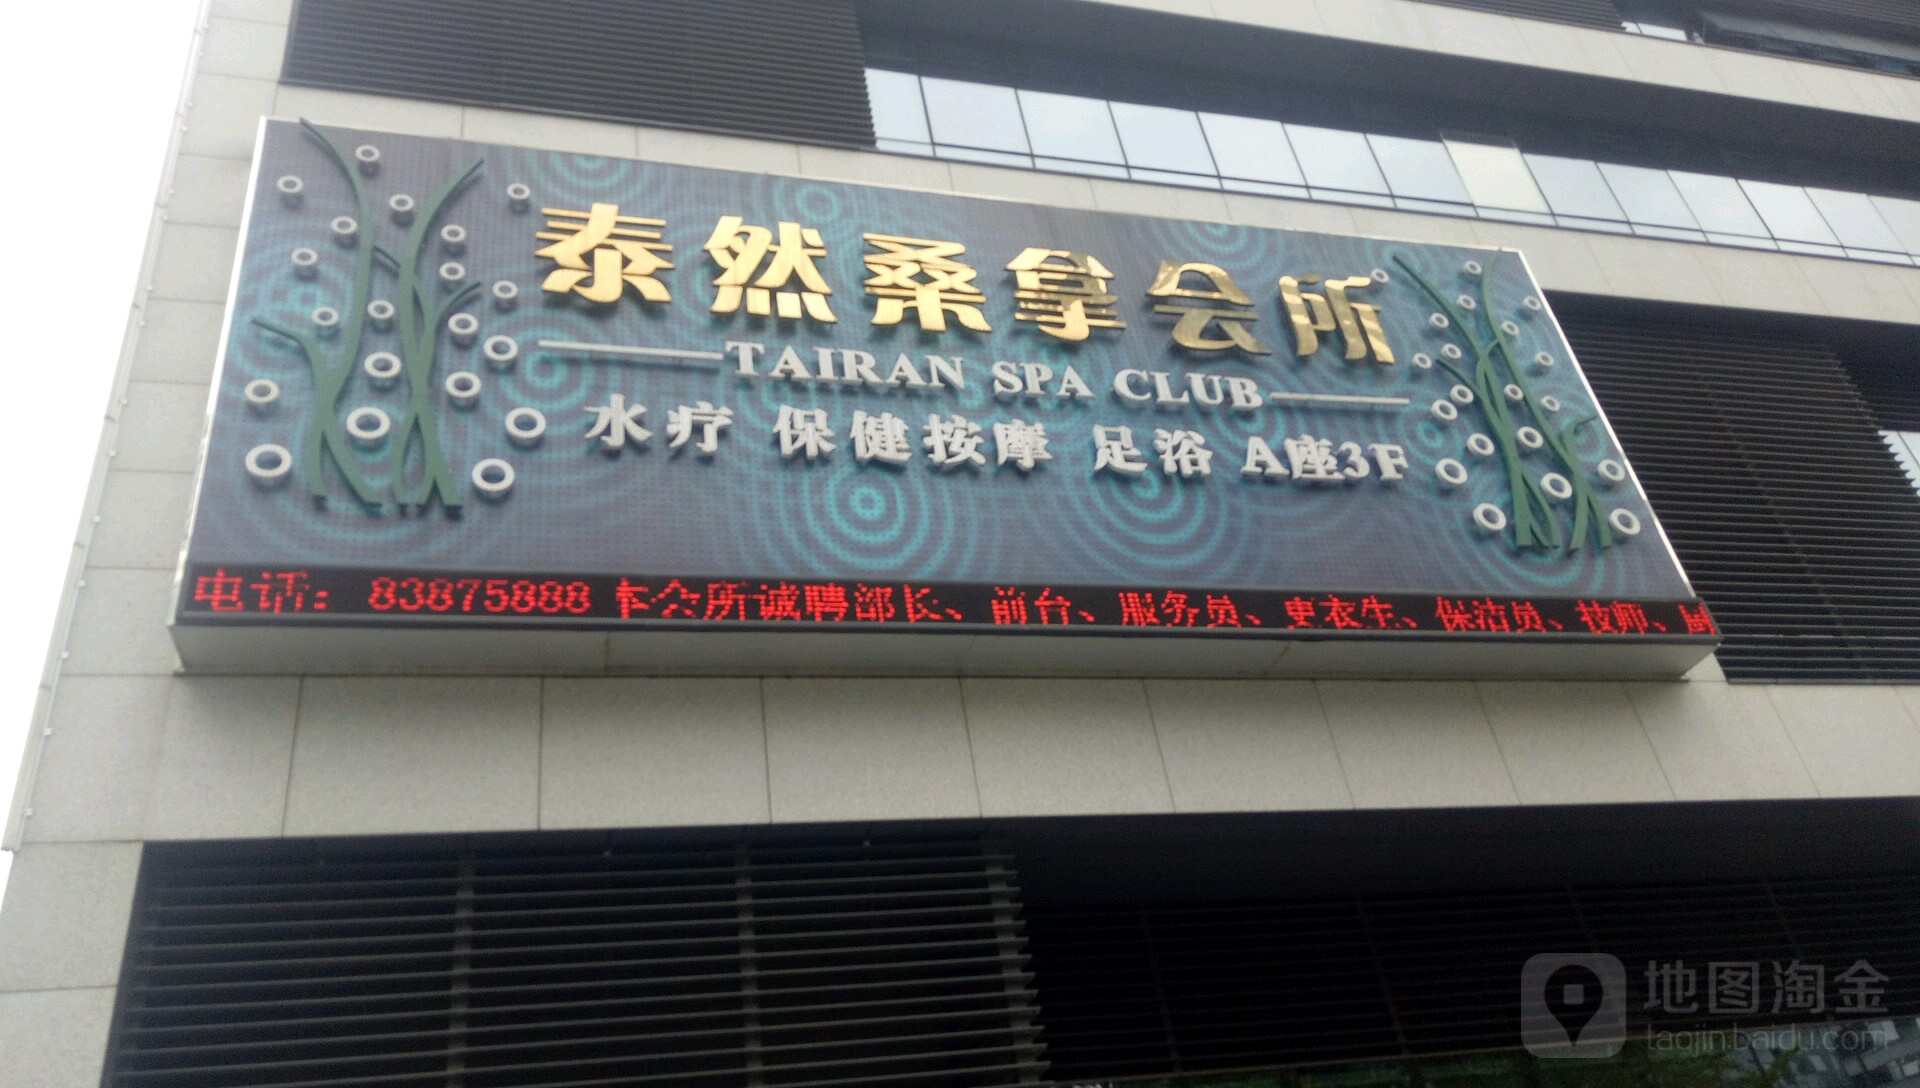 泰然桑拿会所
TAIRAN SPA CLUB
水疗 保健按摩 足浴 A座3F
电话: 83875888 本会所诚聘部长、前台、服务员、更衣生、保洁员、技师、
地图淘金
taojin.baidu.com